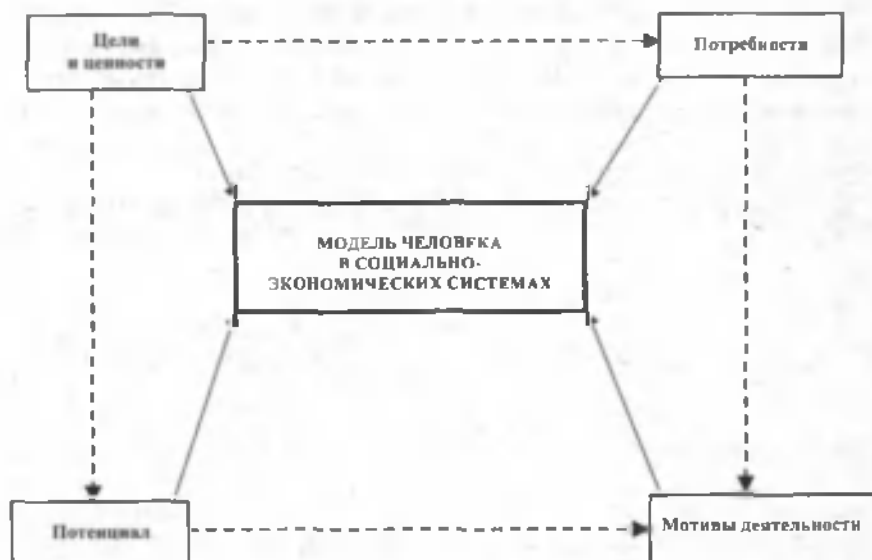 Цели
и ценности
Потребности
МОДЕЛЬ ЧЕЛОВЕКА
В СОЦИАЛЬНО-
ЭКОНОМИЧЕСКИХ СИСТЕМАХ
Потенциал
Мотивы деятельности